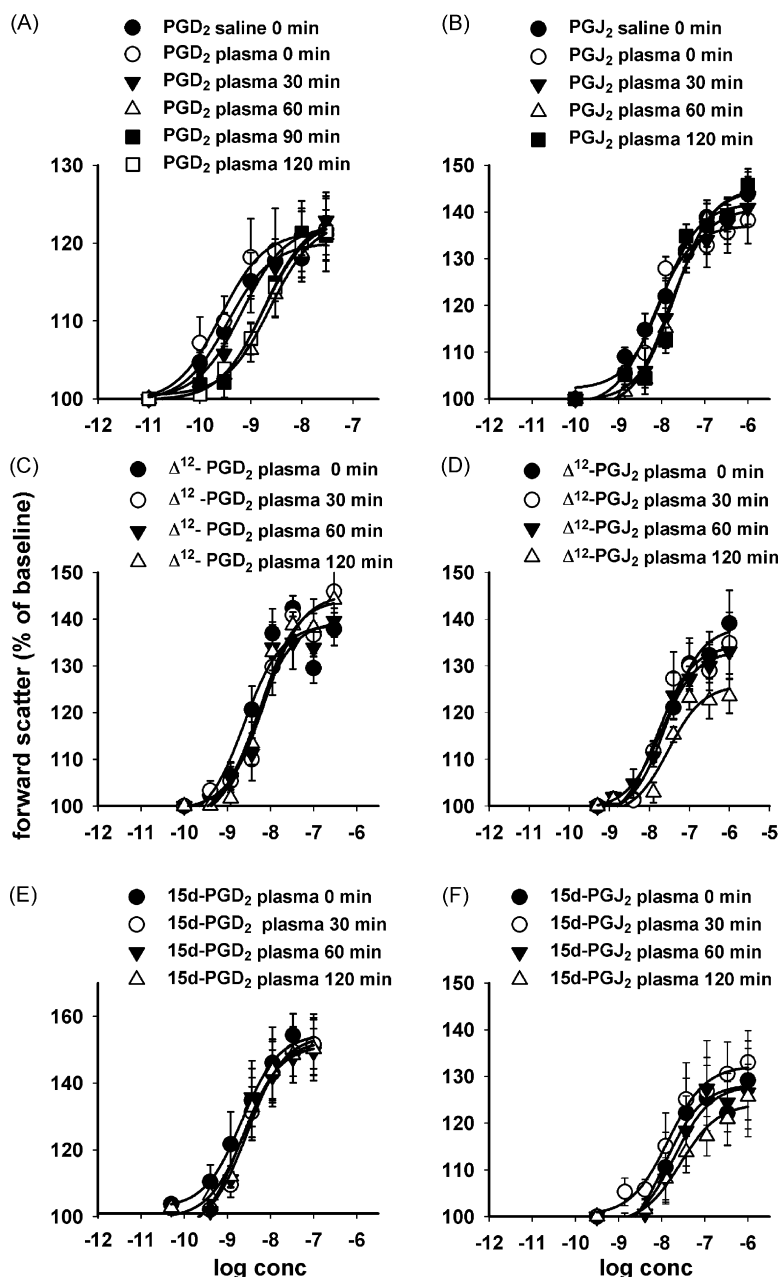 (A)
PGD₂ saline 0 min
PGD₂ plasma 0 min
PGD₂ plasma 30 min
PGD₂ plasma 60 min
PGD₂ plasma 90 min
PGD₂ plasma 120 min
130
120
110
100
-12 -11 -10 -9 -8 -7 -6
(B)
PGJ₂ saline 0 min
PGJ₂ plasma 0 min
PGJ₂ plasma 30 min
PGJ₂ plasma 60 min
PGJ₂ plasma 120 min
150
140
130
120
110
100
-12 -11 -10 -9 -8 -7 -6 -5
forward scatter (% of baseline)
(C)
Δ¹²- PGD₂ plasma 0 min
Δ¹² -PGD₂ plasma 30 min
Δ¹²- PGD₂ plasma 60 min
Δ¹²- PGD₂ plasma 120 min
150
140
130
120
110
100
-12 -11 -10 -9 -8 -7 -6
(D)
Δ¹²-PGJ₂ plasma 0 min
Δ¹²-PGJ₂ plasma 30 min
Δ¹²-PGJ₂ plasma 60 min
Δ¹²-PGJ₂ plasma 120 min
150
140
130
120
110
100
-12 -11 -10 -9 -8 -7 -6 -5
(E)
15d-PGD₂ plasma 0 min
15d-PGD₂ plasma 30 min
15d-PGD₂ plasma 60 min
15d-PGD₂ plasma 120 min
160
140
120
100
-12 -11 -10 -9 -8 -7 -6
log conc
(F)
15d-PGJ₂ plasma 0 min
15d-PGJ₂ plasma 30 min
15d-PGJ₂ plasma 60 min
15d-PGJ₂ plasma 120 min
150
140
130
120
110
100
-12 -11 -10 -9 -8 -7 -6 -5
log conc